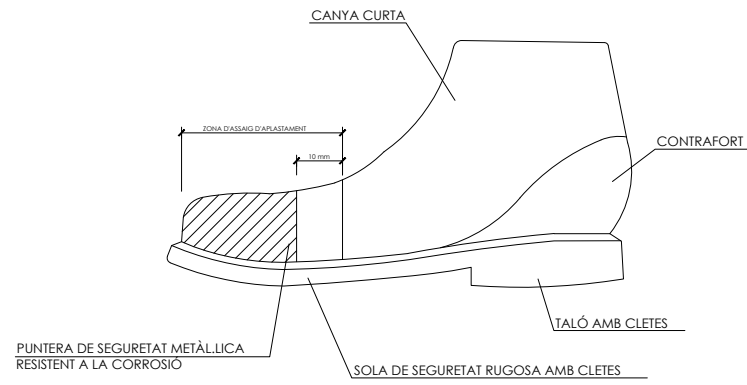 CANYA CURTA
ZONA D'ASSAIG D'APLASTAMENT
10 mm
CONTRAFORT
TALÓ AMB CLETES
PUNTERA DE SEGURETAT METÀL.LICA
RESISTENT A LA CORROSIÓ
SOLA DE SEGURETAT RUGOSA AMB CLETES